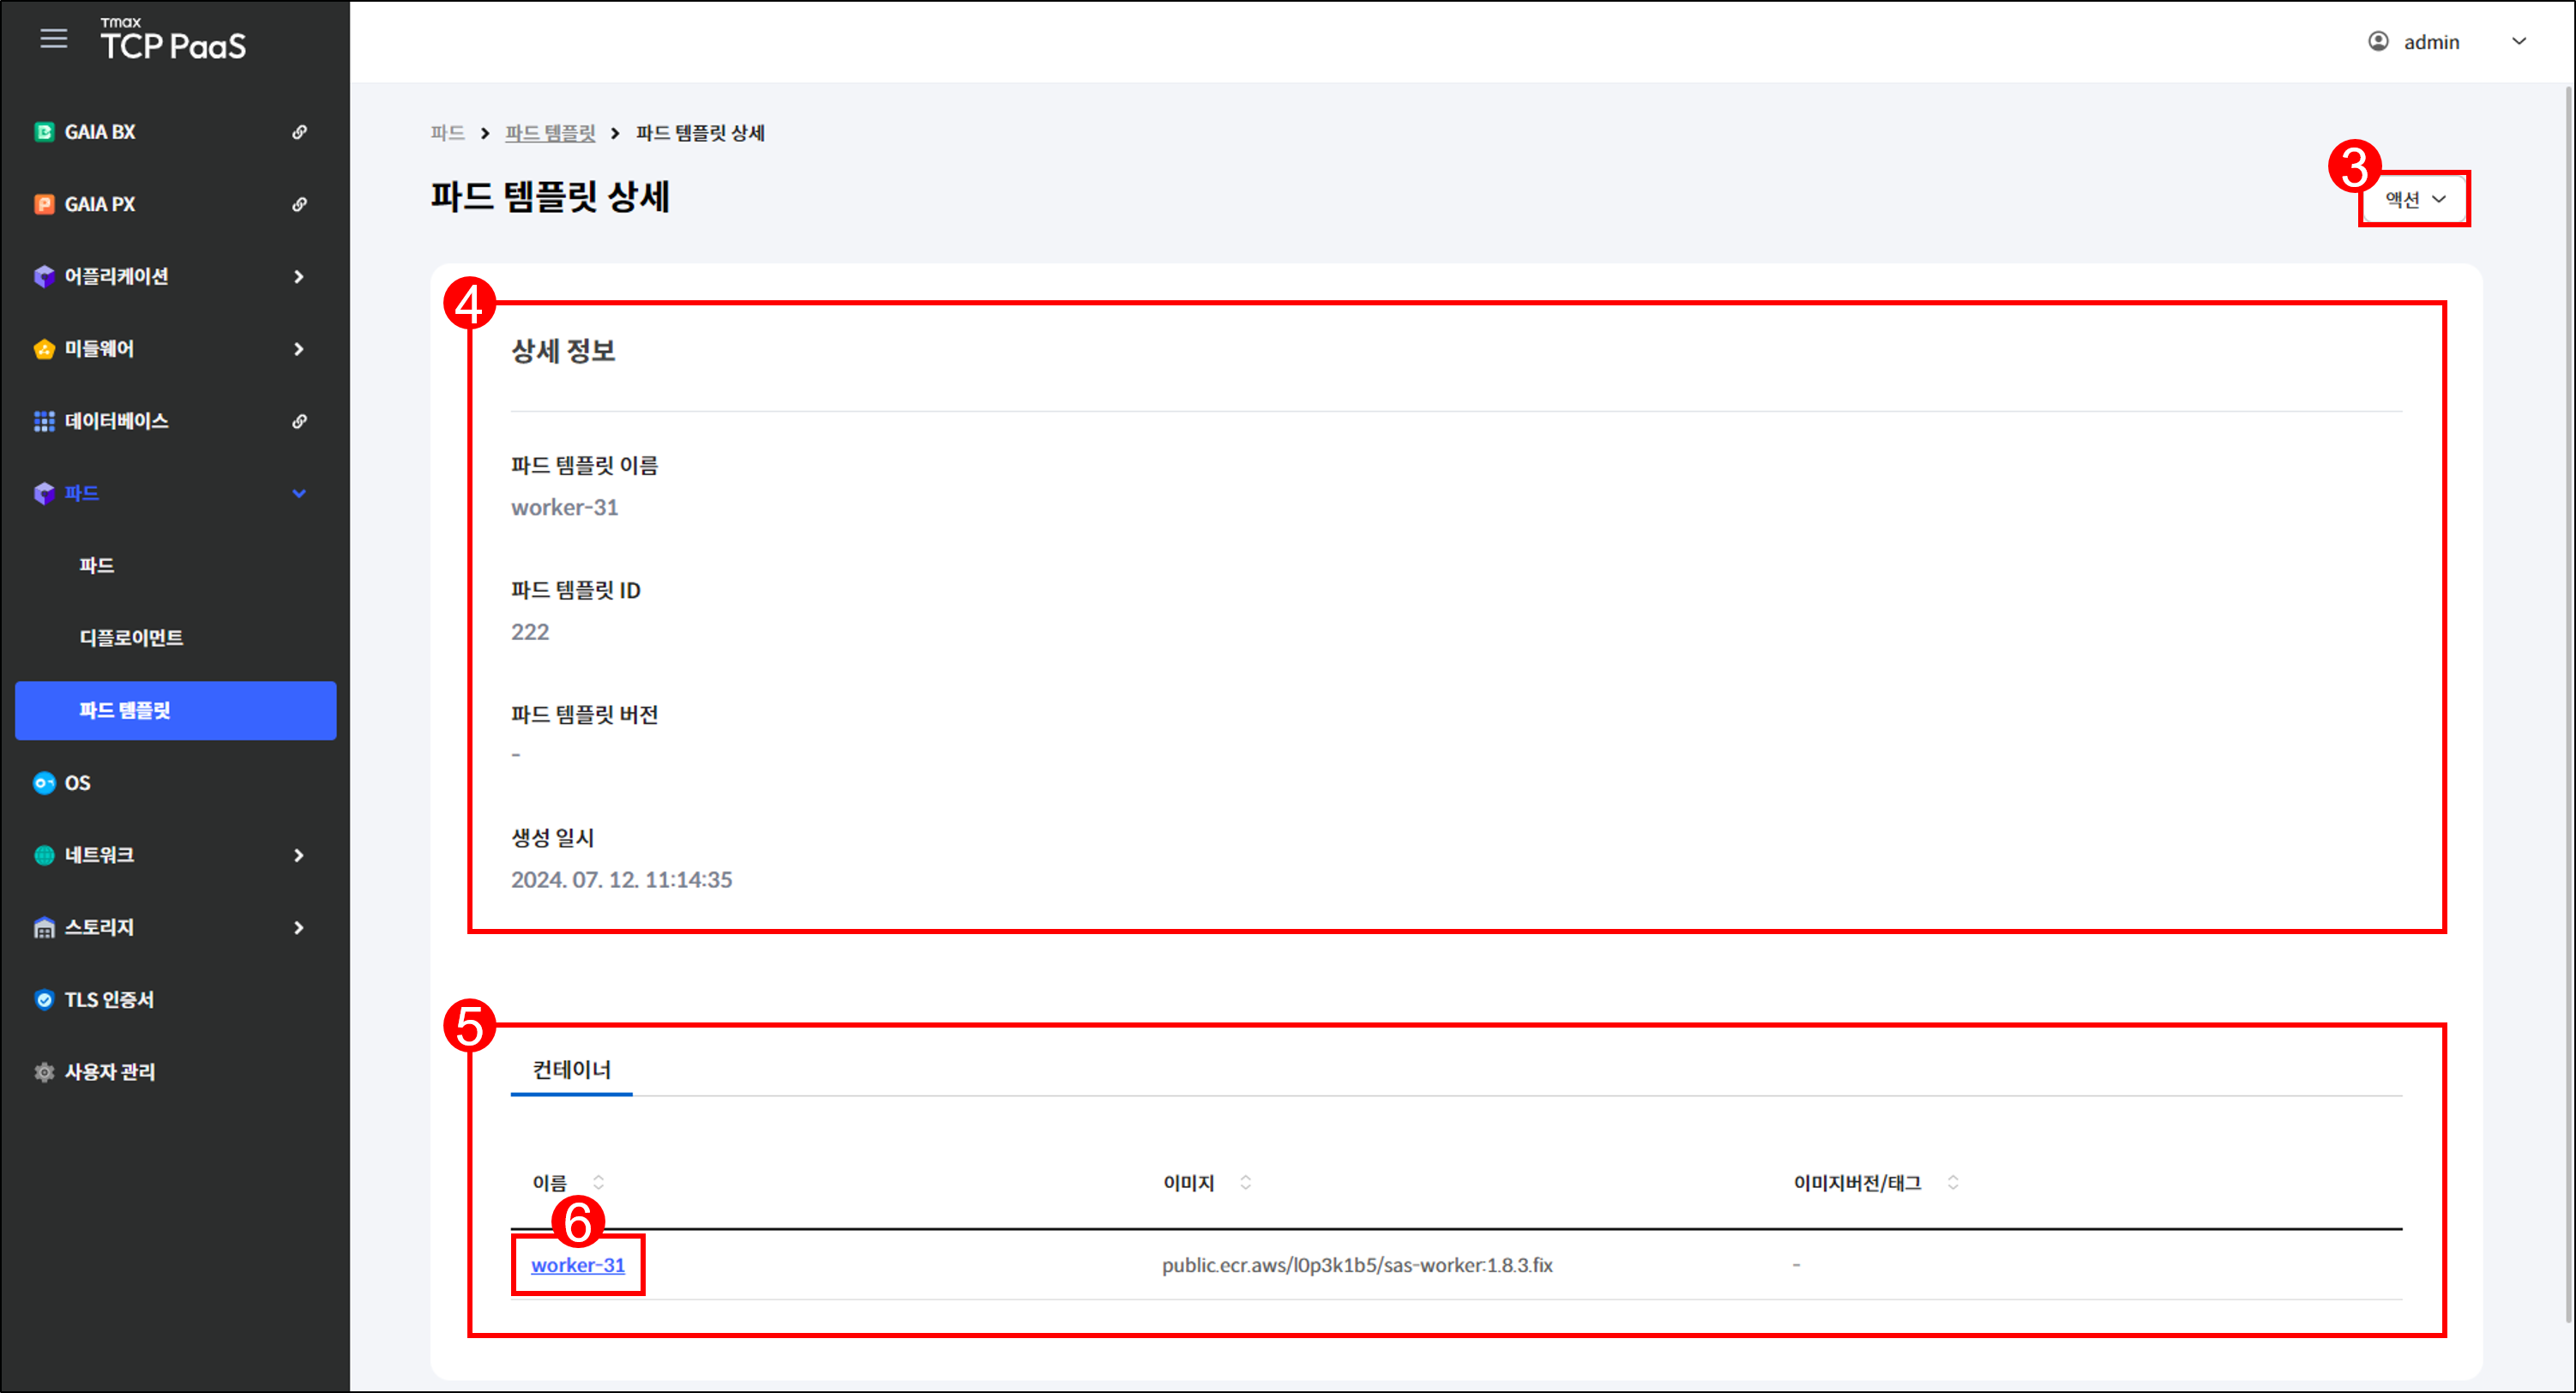 Tmax
TCP PaaS
admin
GAIA BX
GAIA PX
어플리케이션
미들웨어
데이터베이스
파드
파드
디플로이먼트
파드 템플릿
OS
네트워크
스토리지
TLS 인증서
사용자 관리
파드 > 파드 템플릿 > 파드 템플릿 상세
파드 템플릿 상세
3
액션
4
상세 정보
파드 템플릿 이름
worker-31
파드 템플릿 ID
222
파드 템플릿 버전
-
생성 일시
2024. 07. 12. 11:14:35
5
컨테이너
이름 이미지 이미지버전/태그
6
worker-31 public.ecr.aws/l0p3k1b5/sas-worker:1.8.3.fix -